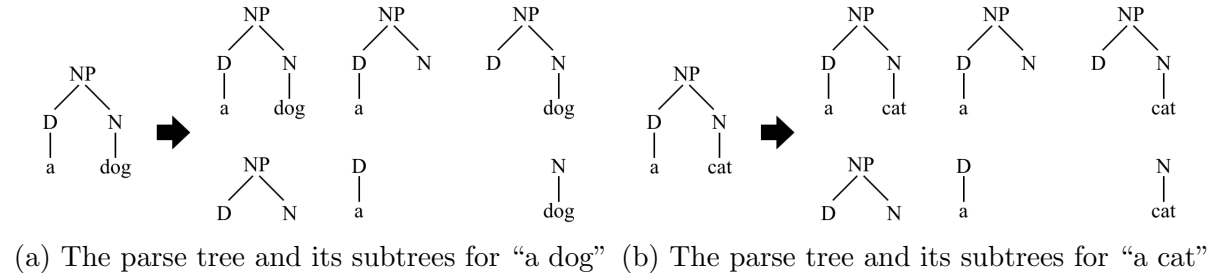 NP NP NP NP NP NP
D N D N D N D N D N D N
NP NP
a dog a dog a cat a cat
D N D N
a dog NP D N a cat NP D N
D N a dog D N a cat
(a) The parse tree and its subtrees for “a dog” (b) The parse tree and its subtrees for “a cat”